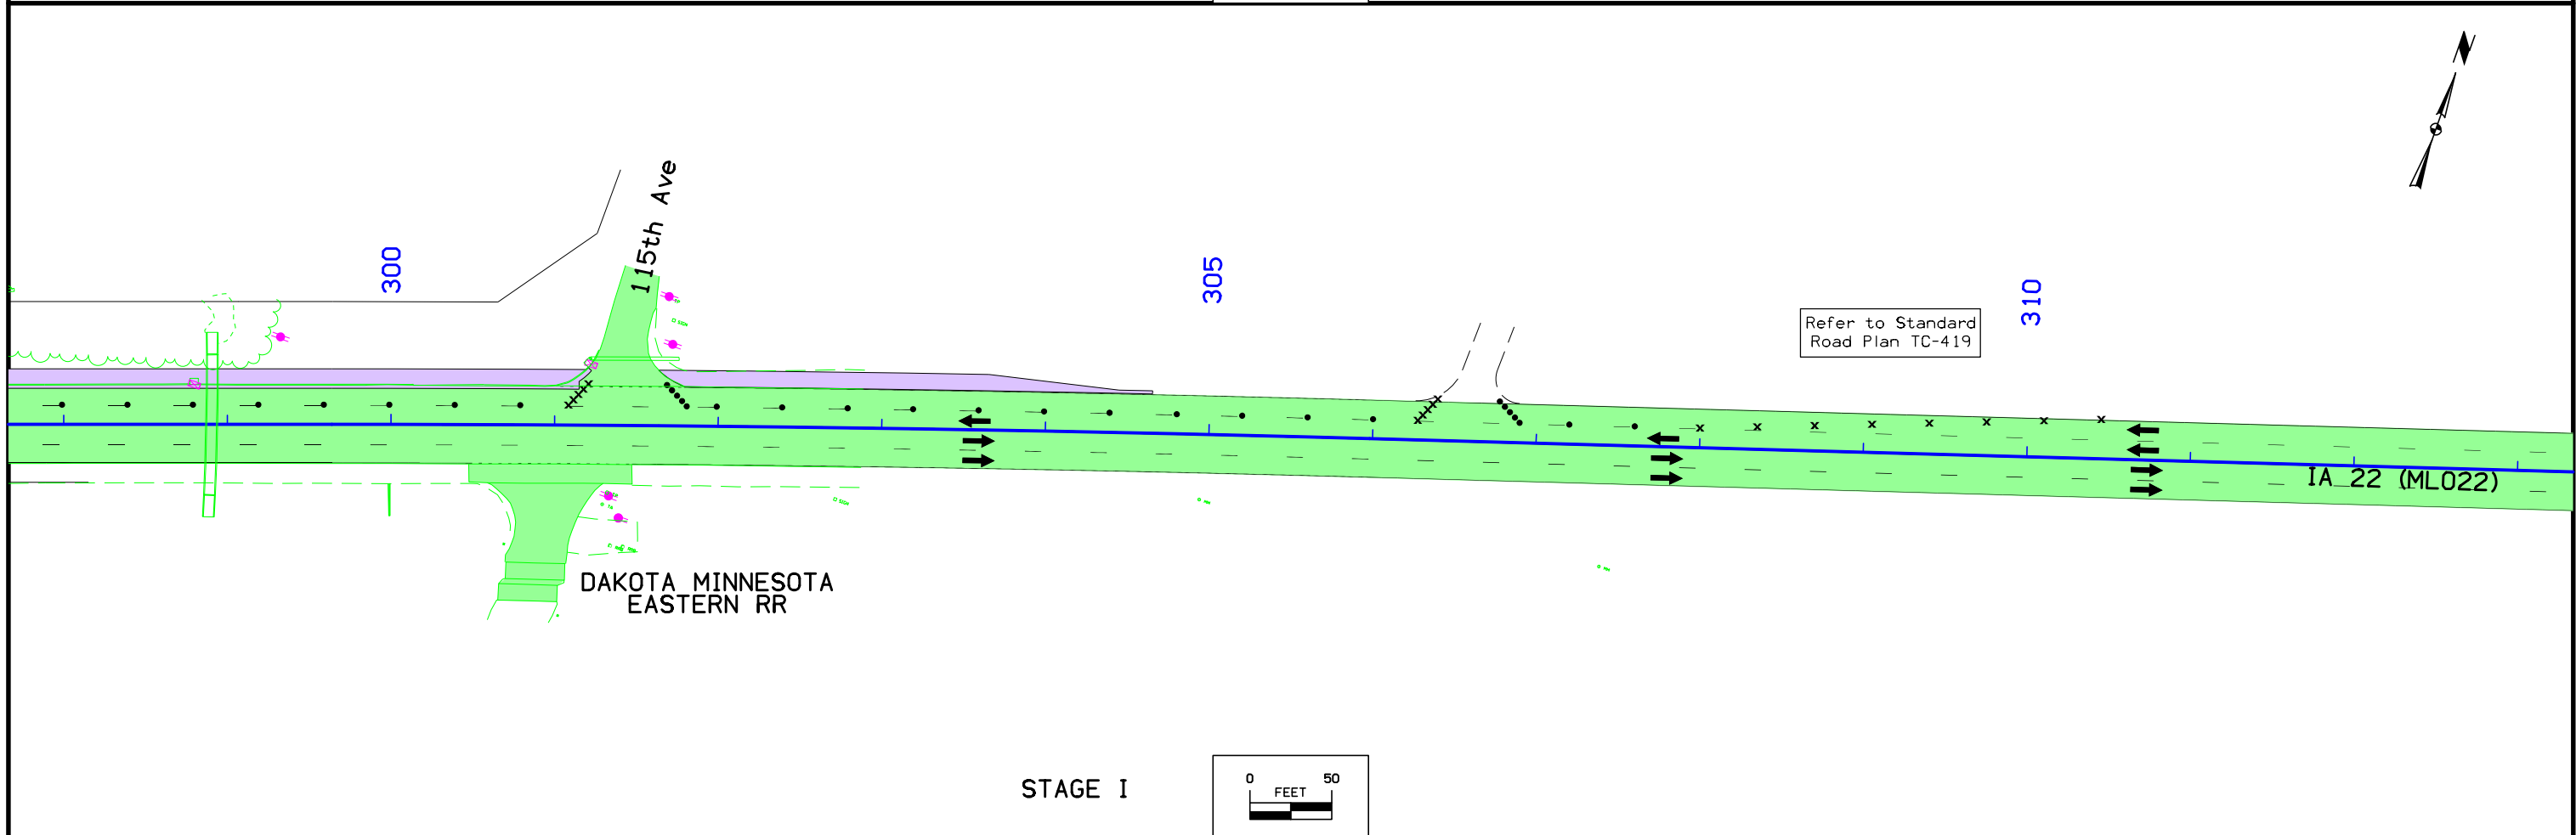 115th Ave
300
305
310
Refer to Standard
Road Plan TC-419
IA 22 (ML022)
DAKOTA MINNESOTA
EASTERN RR
STAGE I
0 50
FEET